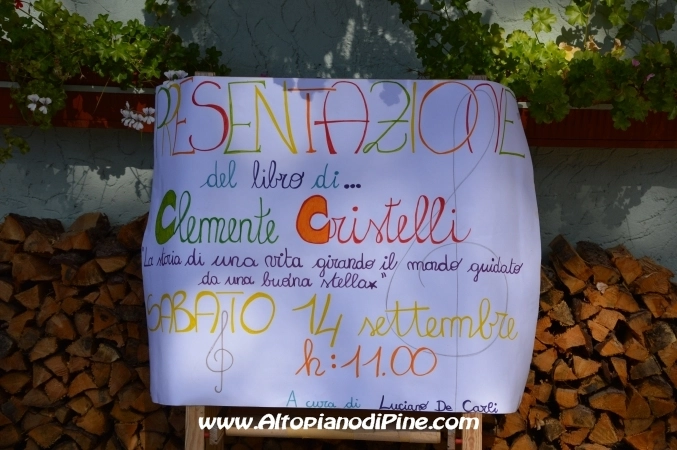 PRESENTAZIONE
del libro di...
Clemente Cristelli
"La storia di una vita girando il mondo guidato
da una buona stella"
SABATO 14 settembre
h: 11.00
A cura di Luciano De Carli
www.AltopianodiPine.com